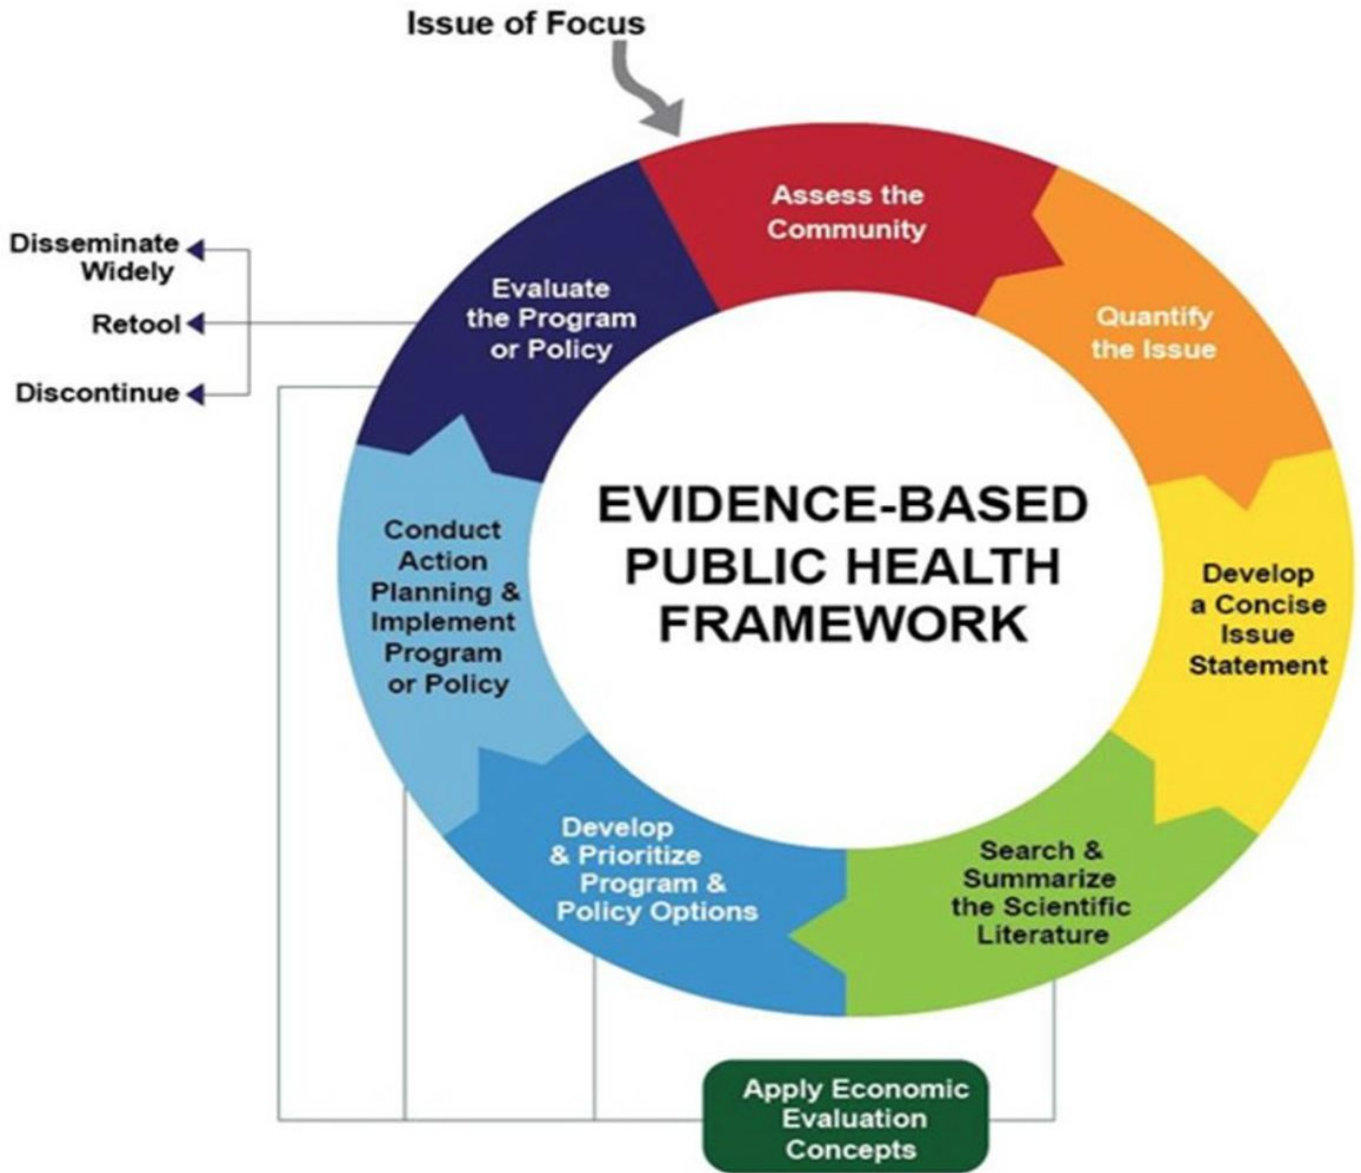 Issue of Focus
Assess the
Community
Quantify
the Issue
Develop
a Concise
Issue
Statement
Search &
Summarize
the Scientific
Literature
Develop
& Prioritize
Program &
Policy Options
Conduct
Action
Planning &
Implement
Program
or Policy
Evaluate
the Program
or Policy
Disseminate
Widely
Retool
Discontinue
EVIDENCE-BASED
PUBLIC HEALTH
FRAMEWORK
Apply Economic
Evaluation
Concepts